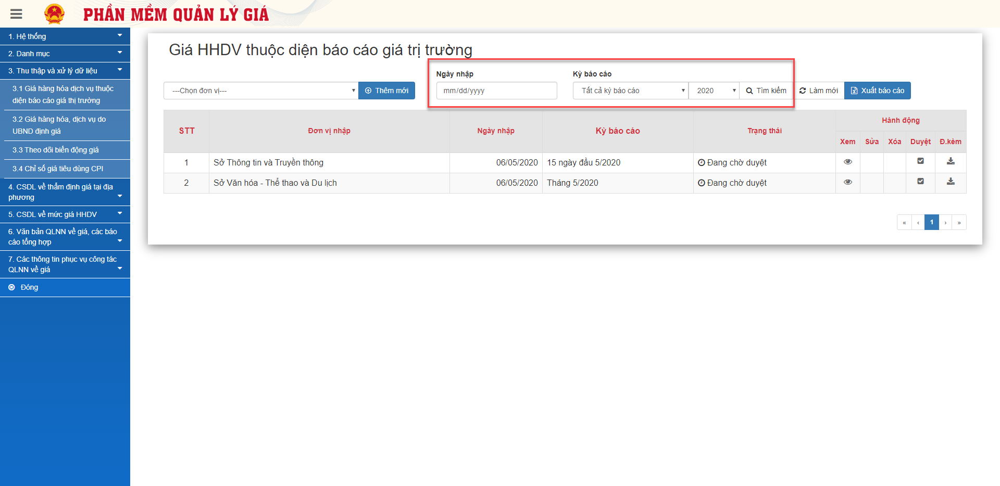 PHẦN MỀM QUẢN LÝ GIÁ
1. Hệ thống
2. Danh mục
3. Thu thập và xử lý dữ liệu
3.1 Giá hàng hóa dịch vụ thuộc
diện báo cáo giá thị trường
3.2 Giá hàng hóa, dịch vụ do
UBND định giá
3.3 Theo dõi biến động giá
3.4 Chỉ số giá tiêu dùng CPI
4. CSDL về thẩm định giá tại địa
phương
5. CSDL về mức giá HHDV
6. Văn bản QLNN về giá, các báo
cáo tổng hợp
7. Các thông tin phục vụ công tác
QLNN về giá
Đóng
Giá HHDV thuộc diện báo cáo giá trị trường
Ngày nhập Kỳ báo cáo
---Chọn đơn vị--- Thêm mới mm/dd/yyyy Tất cả kỳ báo cáo 2020 Tìm kiếm Làm mới Xuất báo cáo
STT Đơn vị nhập Ngày nhập Kỳ báo cáo Trạng thái Hành động
Xem Sửa Xóa Duyệt Đ.kèm
1 Sở Thông tin và Truyền thông 06/05/2020 15 ngày đầu 5/2020 Đang chờ duyệt
2 Sở Văn hóa - Thể thao và Du lịch 06/05/2020 Tháng 5/2020 Đang chờ duyệt
« ‹ 1 › »